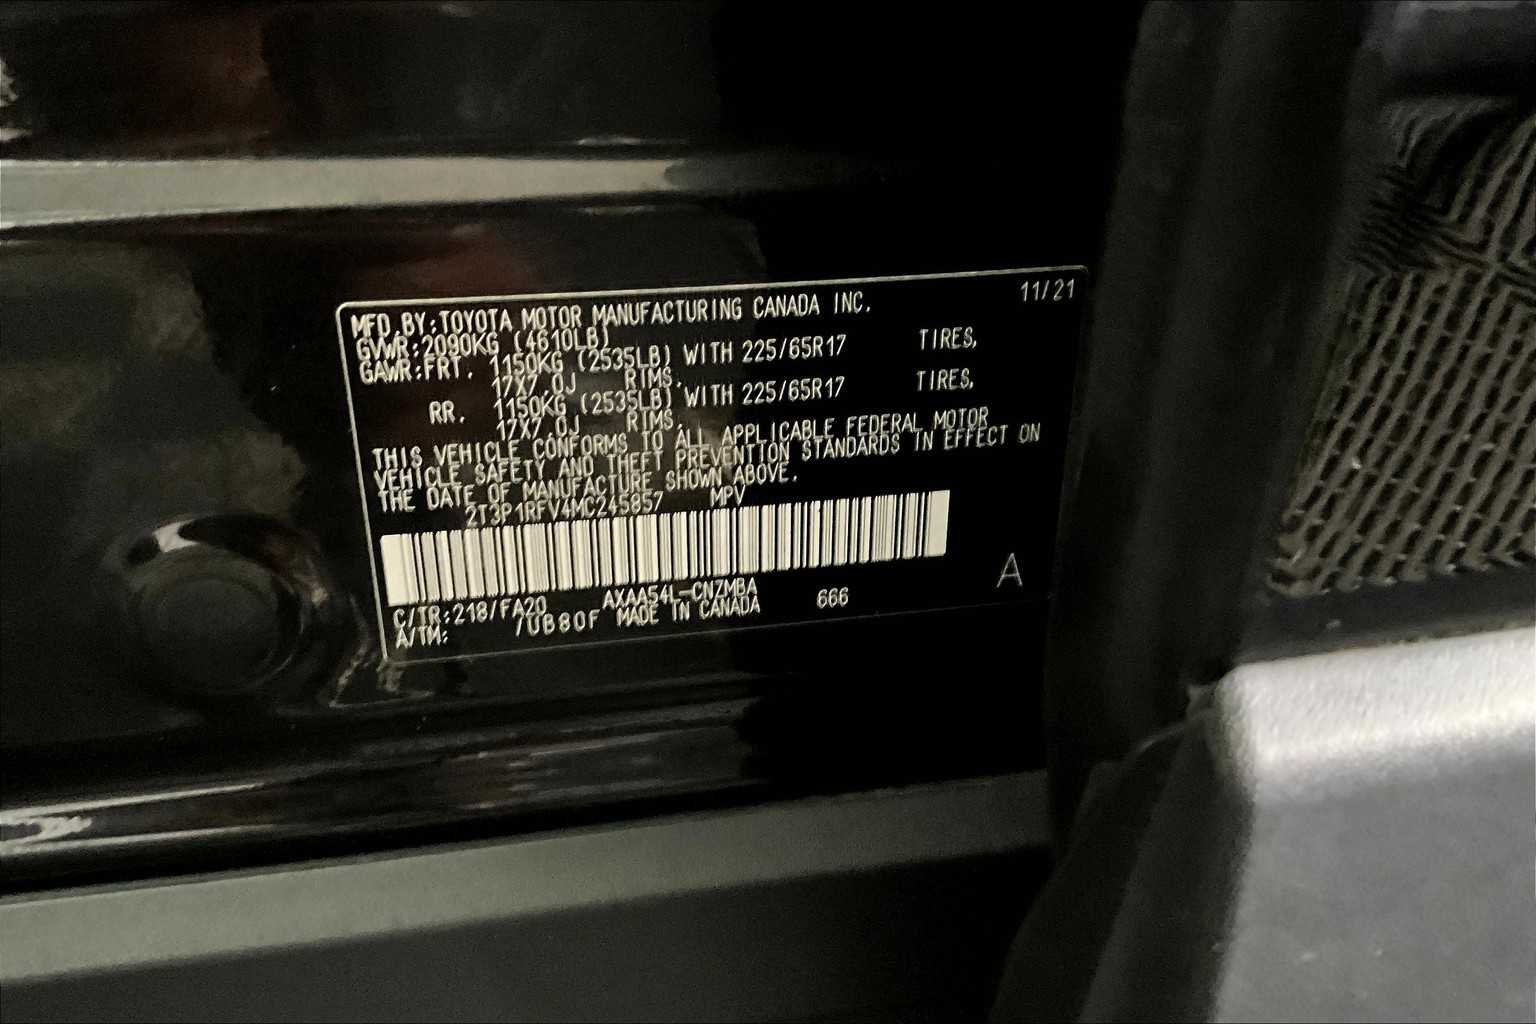 MFD.BY:TOYOTA MOTOR MANUFACTURING CANADA INC. 11/21
GVWR:2090KG (4610LB)
GAWR:FRT. 1150KG (2535LB) WITH 225/65R17 TIRES,
17X7.0J RIMS.
RR. 1150KG (2535LB) WITH 225/65R17 TIRES,
17X7.0J RIMS.
THIS VEHICLE CONFORMS TO ALL APPLICABLE FEDERAL MOTOR
VEHICLE SAFETY AND THEFT PREVENTION STANDARDS IN EFFECT ON
THE DATE OF MANUFACTURE SHOWN ABOVE.
2T3P1RFV4MC245857 MPV
A
C/TR:218/FA20 AXAA54L-CNZMBA 666
A/TM: /UB80F MADE IN CANADA